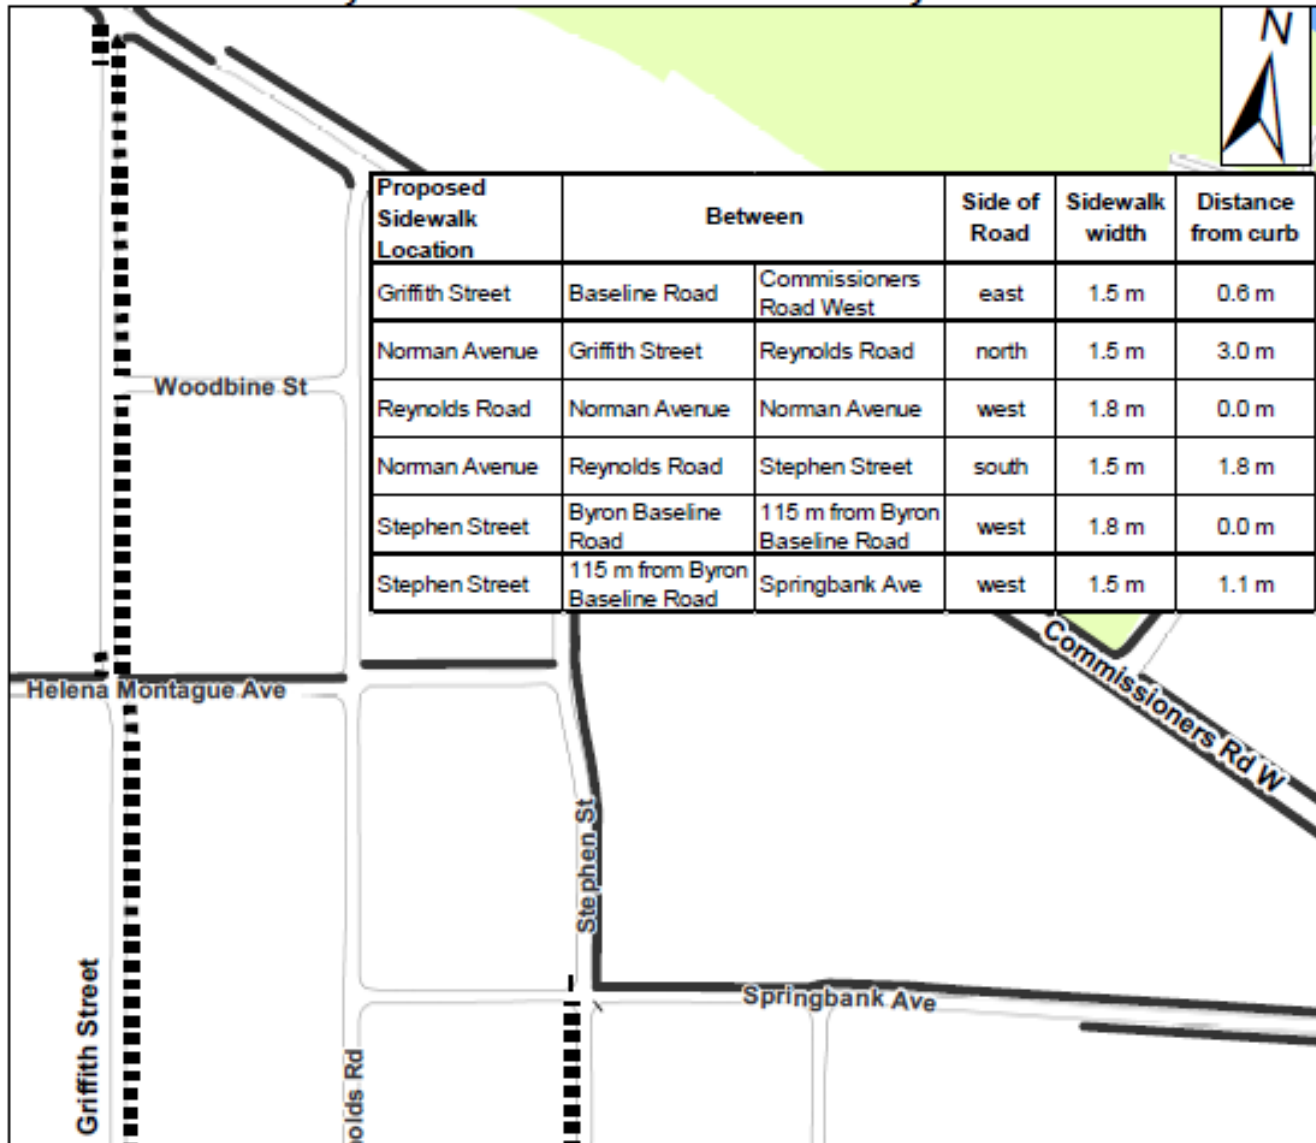 N
Proposed Sidewalk Location Between Side of Road Sidewalk width Distance from curb
Griffith Street Baseline Road Commissioners Road West east 1.5 m 0.6 m
Norman Avenue Griffith Street Reynolds Road north 1.5 m 3.0 m
Reynolds Road Norman Avenue Norman Avenue west 1.8 m 0.0 m
Norman Avenue Reynolds Road Stephen Street south 1.5 m 1.8 m
Stephen Street Byron Baseline Road 115 m from Byron Baseline Road west 1.8 m 0.0 m
Stephen Street 115 m from Byron Baseline Road Springbank Ave west 1.5 m 1.1 m
Woodbine St
Helena Montague Ave
Commissioners Rd W
Stephen St
Springbank Ave
Griffith Street
olds Rd